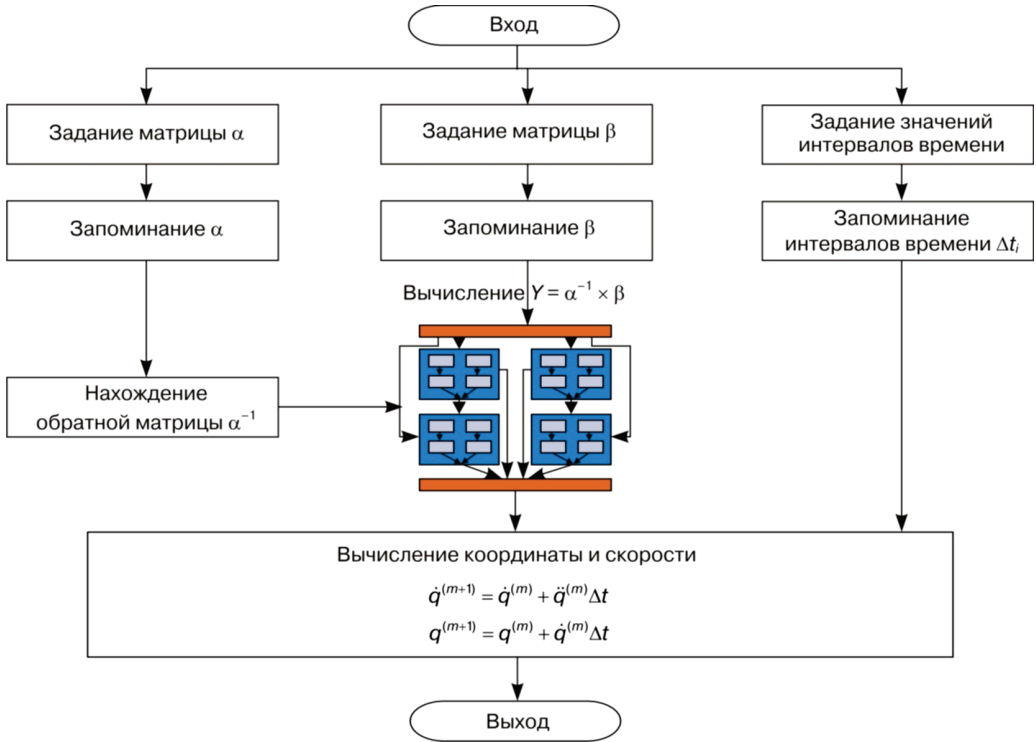 Вход
Задание матрицы α
Задание матрицы β
Задание значений
интервалов времени
Запоминание α
Запоминание β
Запоминание
интервалов времени Δtᵢ
Вычисление Y = α⁻¹ × β
Нахождение
обратной матрицы α⁻¹
Вычисление координаты и скорости
q̇⁽ᵐ⁺¹⁾ = q̇⁽ᵐ⁾ + q̈⁽ᵐ⁾Δt
q⁽ᵐ⁺¹⁾ = q⁽ᵐ⁾ + q̇⁽ᵐ⁾Δt
Выход